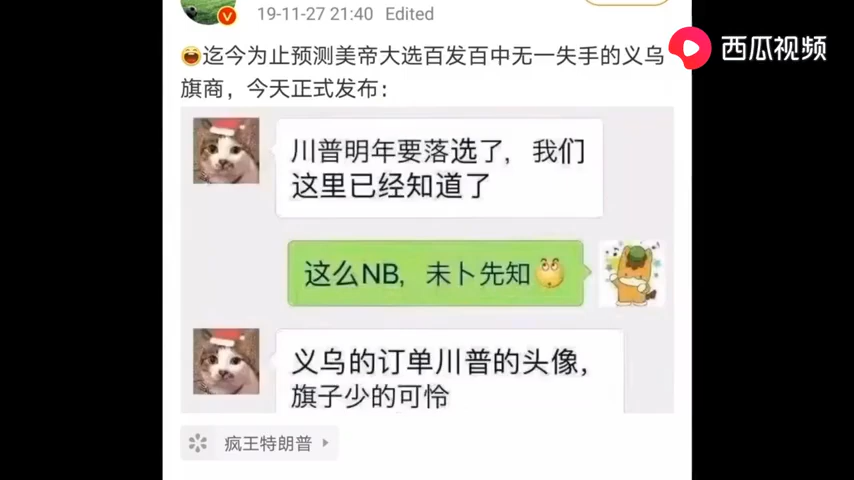 19-11-27 21:40 Edited
西瓜视频
迄今为止预测美帝大选百发百中无一失手的义乌
旗商，今天正式发布：
川普明年要落选了，我们
这里已经知道了
这么NB，未卜先知
义乌的订单川普的头像，
旗子少的可怜
疯王特朗普